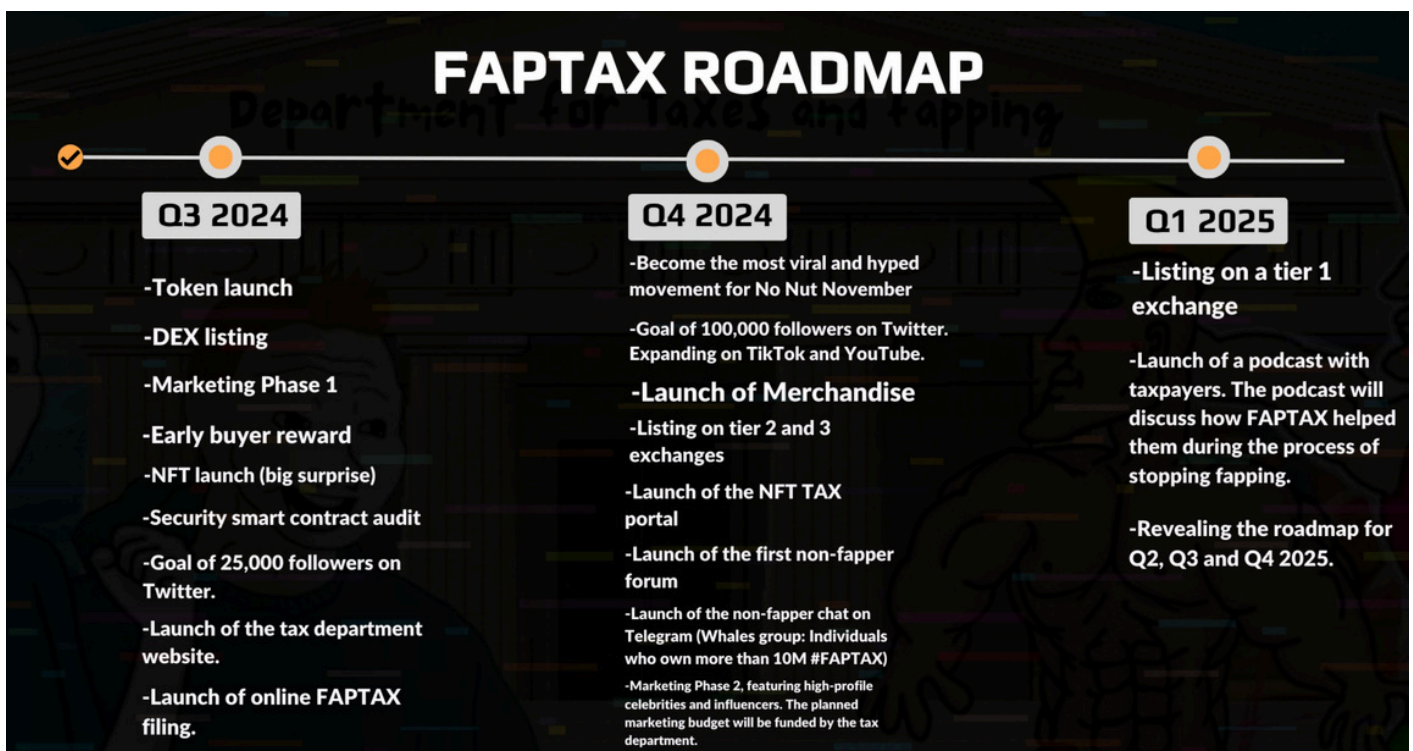 FAPTAX ROADMAP
Department for Taxes and fapping
Q3 2024
-Token launch
-DEX listing
-Marketing Phase 1
-Early buyer reward
-NFT launch (big surprise)
-Security smart contract audit
-Goal of 25,000 followers on
Twitter.
-Launch of the tax department
website.
-Launch of online FAPTAX
filing.
Q4 2024
-Become the most viral and hyped
movement for No Nut November
-Goal of 100,000 followers on Twitter.
Expanding on TikTok and YouTube.
-Launch of Merchandise
-Listing on tier 2 and 3
exchanges
-Launch of the NFT TAX
portal
-Launch of the first non-fapper
forum
-Launch of the non-fapper chat on
Telegram (Whales group: Individuals
who own more than 10M #FAPTAX)
-Marketing Phase 2, featuring high-profile
celebrities and influencers. The planned
marketing budget will be funded by the tax
department.
Q1 2025
-Listing on a tier 1
exchange
-Launch of a podcast with
taxpayers. The podcast will
discuss how FAPTAX helped
them during the process of
stopping fapping.
-Revealing the roadmap for
Q2, Q3 and Q4 2025.